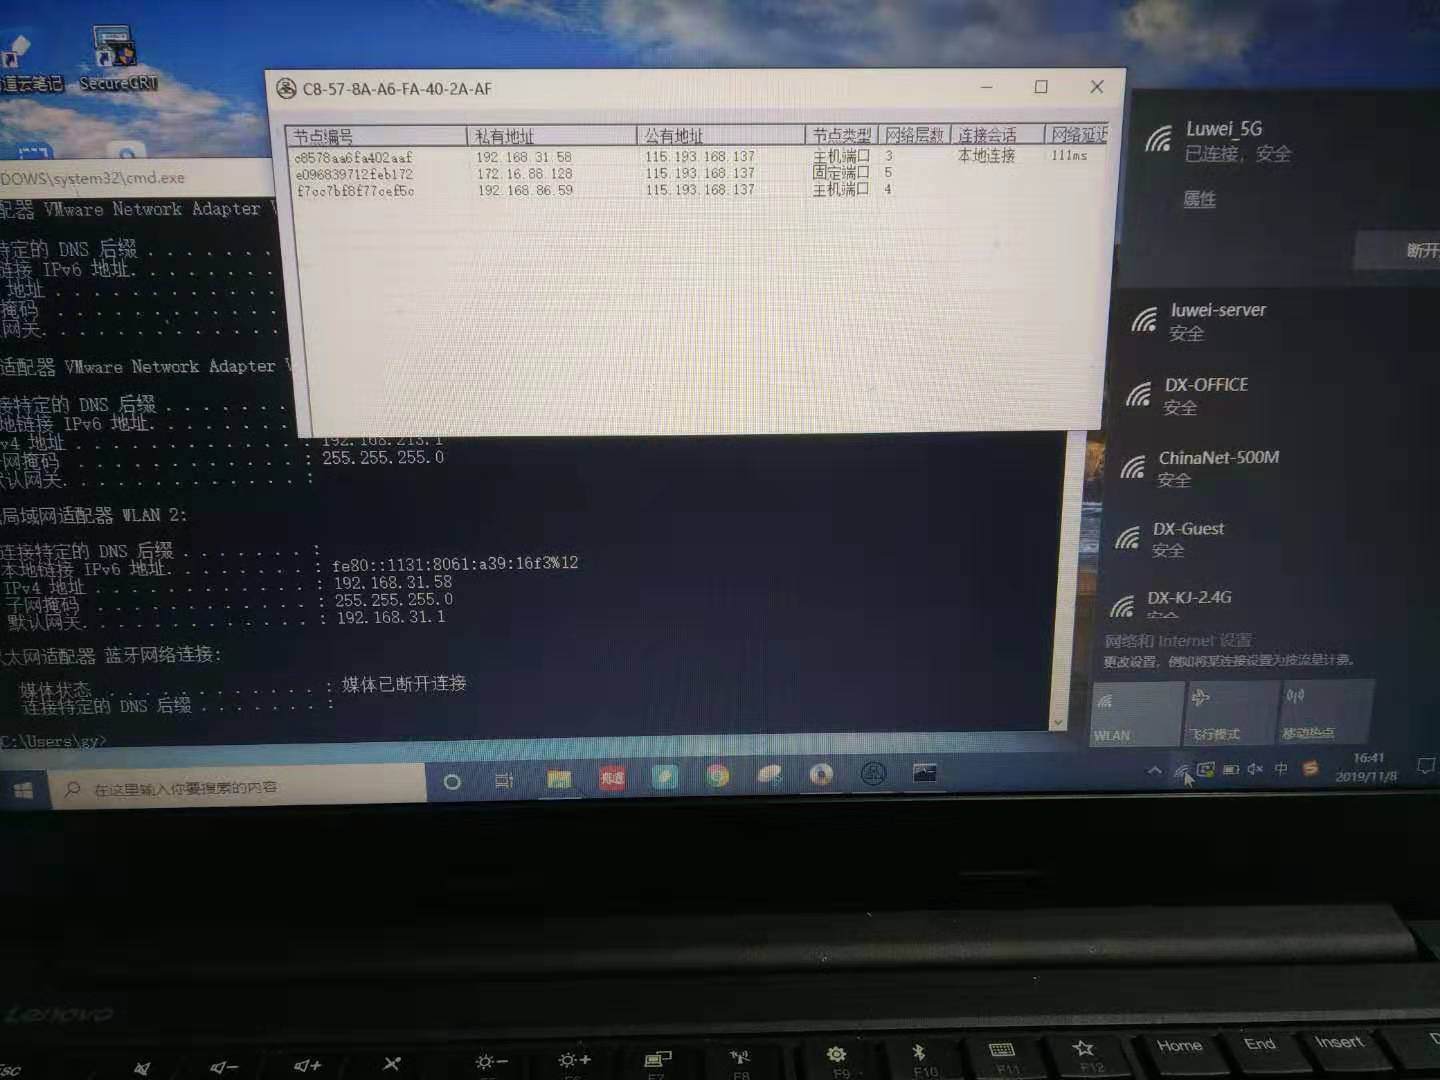 道云笔记
SecureCRT
C8-57-8A-A6-FA-40-2A-AF
节点编号 私有地址 公有地址 节点类型 网络层数 连接会话 网络延迟
c8578aa6fa402aaf 192.168.31.58 115.193.168.137 主机端口 3 本地连接 111ms
e096839712feb172 172.16.88.128 115.193.168.137 固定端口 5
f7cc7bf8f77cef5c 192.168.86.59 115.193.168.137 主机端口 4
DOWS\system32\cmd.exe
配器 VMware Network Adapter V
特定的 DNS 后缀 . . . . . . .
链接 IPv6 地址. . . . . . . .
地址 . . . . . . . . . . . .
掩码 . . . . . . . . . . . .
网关. . . . . . . . . . . . .
适配器 VMware Network Adapter V
接特定的 DNS 后缀 . . . . . . .
地链接 IPv6 地址. . . . . . . .
v4 地址 . . . . . . . . . . . . : 192.168.213.1
网掩码 . . . . . . . . . . . . : 255.255.255.0
认网关. . . . . . . . . . . . . :
局域网适配器 WLAN 2:
连接特定的 DNS 后缀 . . . . . . . :
本地链接 IPv6 地址. . . . . . . . : fe80::1131:8061:a39:16f3%12
IPv4 地址 . . . . . . . . . . . . : 192.168.31.58
子网掩码 . . . . . . . . . . . . : 255.255.255.0
默认网关. . . . . . . . . . . . . : 192.168.31.1
太网适配器 蓝牙网络连接:
媒体状态 . . . . . . . . . . . . : 媒体已断开连接
连接特定的 DNS 后缀 . . . . . . . :
C:\Users\gy>
Luwei_5G
已连接, 安全
属性
断开
luwei-server
安全
DX-OFFICE
安全
ChinaNet-500M
安全
DX-Guest
安全
DX-KJ-2.4G
安全
网络和 Internet 设置
更改设置，例如将某连接设置为按流量计费。
WLAN
飞行模式
移动热点
在这里输入你要搜索的内容
有道
中
16:41
2019/11/8
Lenovo
Esc
F7
F8
F9
F10
F11
F12
Home
End
Insert